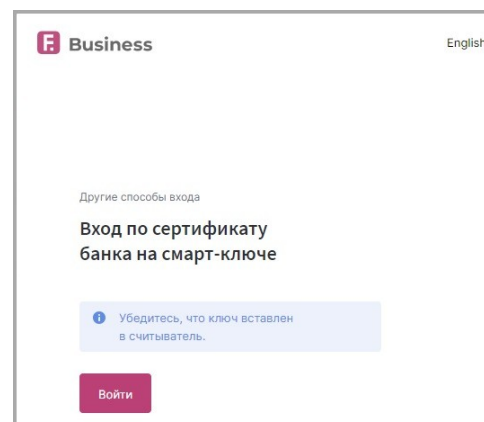 F. Business
English
Другие способы входа
Вход по сертификату
банка на смарт-ключе
Убедитесь, что ключ вставлен
в считыватель.
Войти